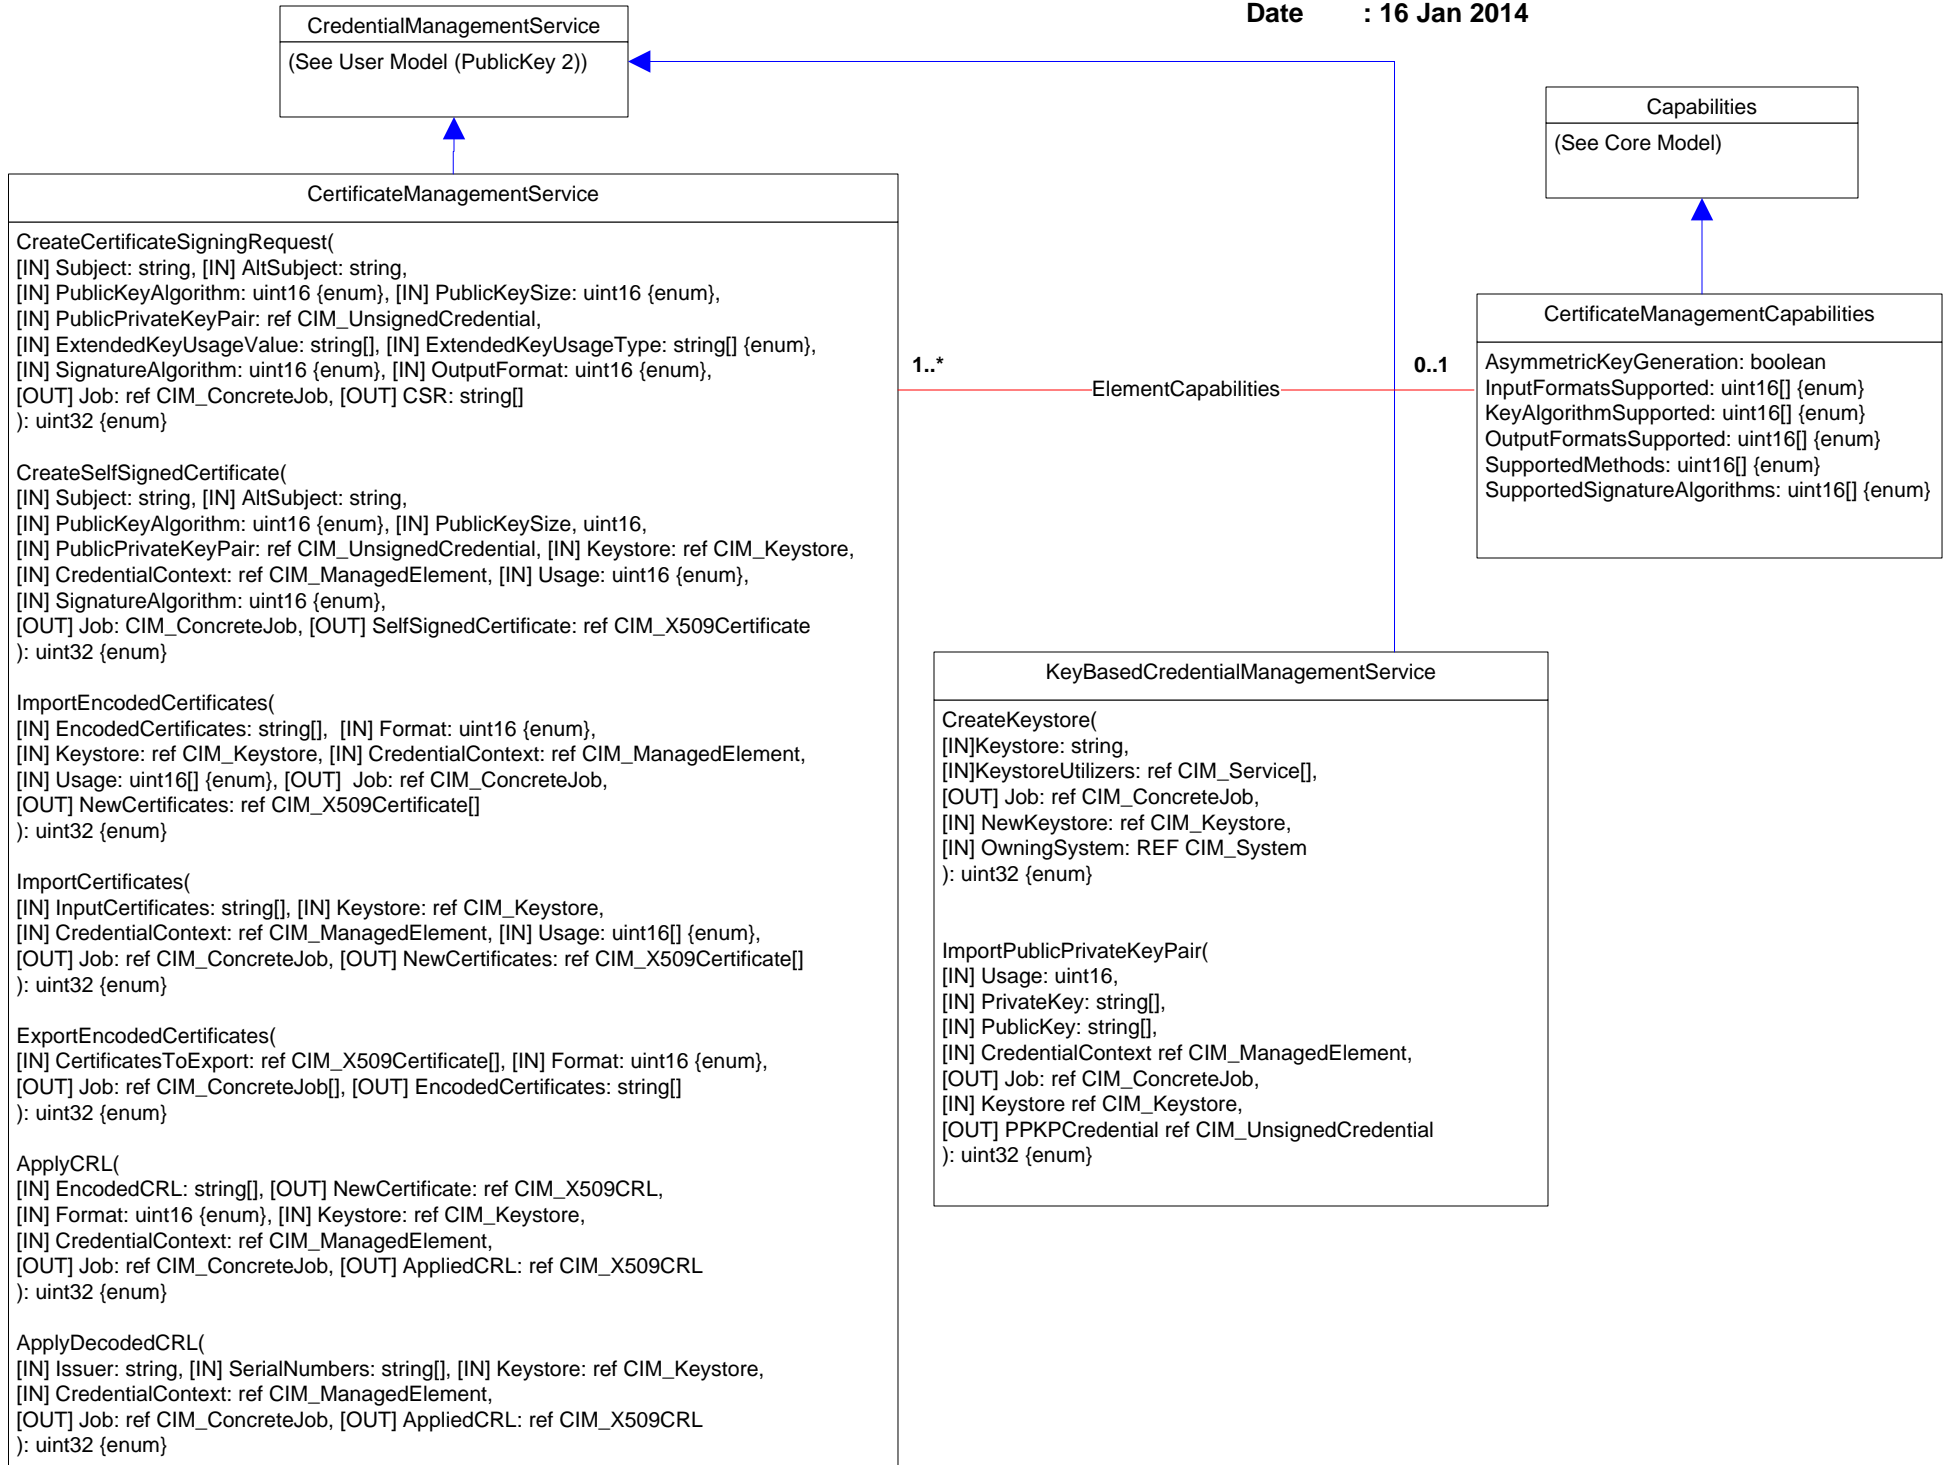 Date : 16 Jan 2014
CredentialManagementService
(See User Model (PublicKey 2))
Capabilities
(See Core Model)
CertificateManagementService
CreateCertificateSigningRequest(
[IN] Subject: string, [IN] AltSubject: string,
[IN] PublicKeyAlgorithm: uint16 {enum}, [IN] PublicKeySize: uint16 {enum},
[IN] PublicPrivateKeyPair: ref CIM_UnsignedCredential,
[IN] ExtendedKeyUsageValue: string[], [IN] ExtendedKeyUsageType: string[] {enum},
[IN] SignatureAlgorithm: uint16 {enum}, [IN] OutputFormat: uint16 {enum},
[OUT] Job: ref CIM_ConcreteJob, [OUT] CSR: string[]
): uint32 {enum}
CreateSelfSignedCertificate(
[IN] Subject: string, [IN] AltSubject: string,
[IN] PublicKeyAlgorithm: uint16 {enum}, [IN] PublicKeySize, uint16,
[IN] PublicPrivateKeyPair: ref CIM_UnsignedCredential, [IN] Keystore: ref CIM_Keystore,
[IN] CredentialContext: ref CIM_ManagedElement, [IN] Usage: uint16 {enum},
[IN] SignatureAlgorithm: uint16 {enum},
[OUT] Job: CIM_ConcreteJob, [OUT] SelfSignedCertificate: ref CIM_X509Certificate
): uint32 {enum}
ImportEncodedCertificates(
[IN] EncodedCertificates: string[], [IN] Format: uint16 {enum},
[IN] Keystore: ref CIM_Keystore, [IN] CredentialContext: ref CIM_ManagedElement,
[IN] Usage: uint16[] {enum}, [OUT] Job: ref CIM_ConcreteJob,
[OUT] NewCertificates: ref CIM_X509Certificate[]
): uint32 {enum}
ImportCertificates(
[IN] InputCertificates: string[], [IN] Keystore: ref CIM_Keystore,
[IN] CredentialContext: ref CIM_ManagedElement, [IN] Usage: uint16[] {enum},
[OUT] Job: ref CIM_ConcreteJob, [OUT] NewCertificates: ref CIM_X509Certificate[]
): uint32 {enum}
ExportEncodedCertificates(
[IN] CertificatesToExport: ref CIM_X509Certificate[], [IN] Format: uint16 {enum},
[OUT] Job: ref CIM_ConcreteJob[], [OUT] EncodedCertificates: string[]
): uint32 {enum}
ApplyCRL(
[IN] EncodedCRL: string[], [OUT] NewCertificate: ref CIM_X509CRL,
[IN] Format: uint16 {enum}, [IN] Keystore: ref CIM_Keystore,
[IN] CredentialContext: ref CIM_ManagedElement,
[OUT] Job: ref CIM_ConcreteJob, [OUT] AppliedCRL: ref CIM_X509CRL
): uint32 {enum}
ApplyDecodedCRL(
[IN] Issuer: string, [IN] SerialNumbers: string[], [IN] Keystore: ref CIM_Keystore,
[IN] CredentialContext: ref CIM_ManagedElement,
[OUT] Job: ref CIM_ConcreteJob, [OUT] AppliedCRL: ref CIM_X509CRL
): uint32 {enum}
1..*
ElementCapabilities
0..1
CertificateManagementCapabilities
AsymmetricKeyGeneration: boolean
InputFormatsSupported: uint16[] {enum}
KeyAlgorithmSupported: uint16[] {enum}
OutputFormatsSupported: uint16[] {enum}
SupportedMethods: uint16[] {enum}
SupportedSignatureAlgorithms: uint16[] {enum}
KeyBasedCredentialManagementService
CreateKeystore(
[IN]Keystore: string,
[IN]KeystoreUtilizers: ref CIM_Service[],
[OUT] Job: ref CIM_ConcreteJob,
[IN] NewKeystore: ref CIM_Keystore,
[IN] OwningSystem: REF CIM_System
): uint32 {enum}
ImportPublicPrivateKeyPair(
[IN] Usage: uint16,
[IN] PrivateKey: string[],
[IN] PublicKey: string[],
[IN] CredentialContext ref CIM_ManagedElement,
[OUT] Job: ref CIM_ConcreteJob,
[IN] Keystore ref CIM_Keystore,
[OUT] PPKPCredential ref CIM_UnsignedCredential
): uint32 {enum}